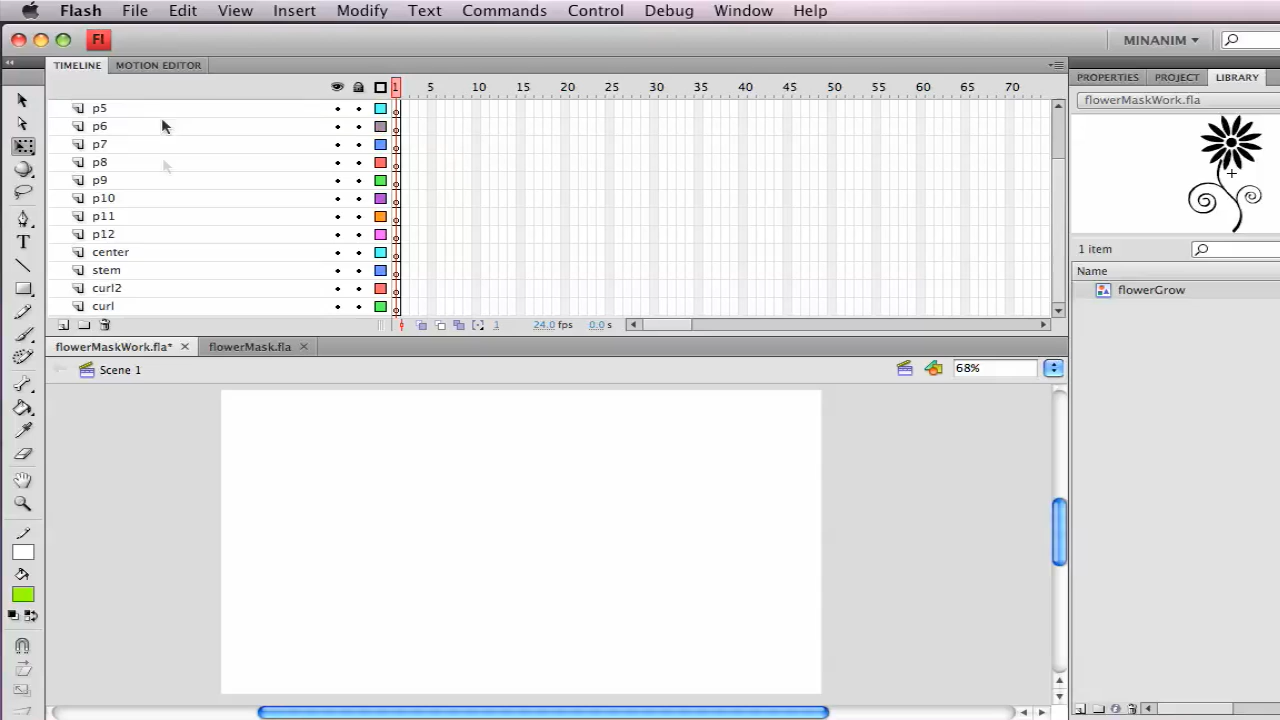 Flash File Edit View Insert Modify Text Commands Control Debug Window Help
Fl MINANIM
TIMELINE MOTION EDITOR
PROPERTIES PROJECT LIBRARY
1 5 10 15 20 25 30 35 40 45 50 55 60 65 70
flowerMaskWork.fla
p5
p6
p7
p8
p9
p10
p11
p12
center
stem
curl2
curl
1 item
Name
flowerGrow
1 24.0 fps 0.0 s
flowerMaskWork.fla* flowerMask.fla
Scene 1 68%
T